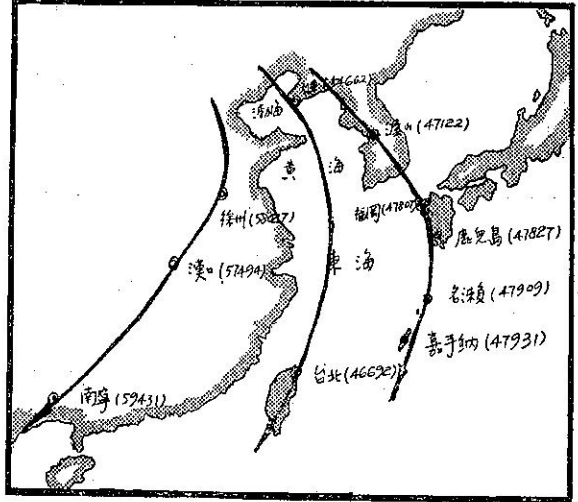 渤海
(47122)
黄海
徐州(58027)
福岡(47807)
鹿児島(47827)
漢口(57494)
東海
名瀬(47909)
嘉手納(47931)
台北(46692)
南寧(59431)